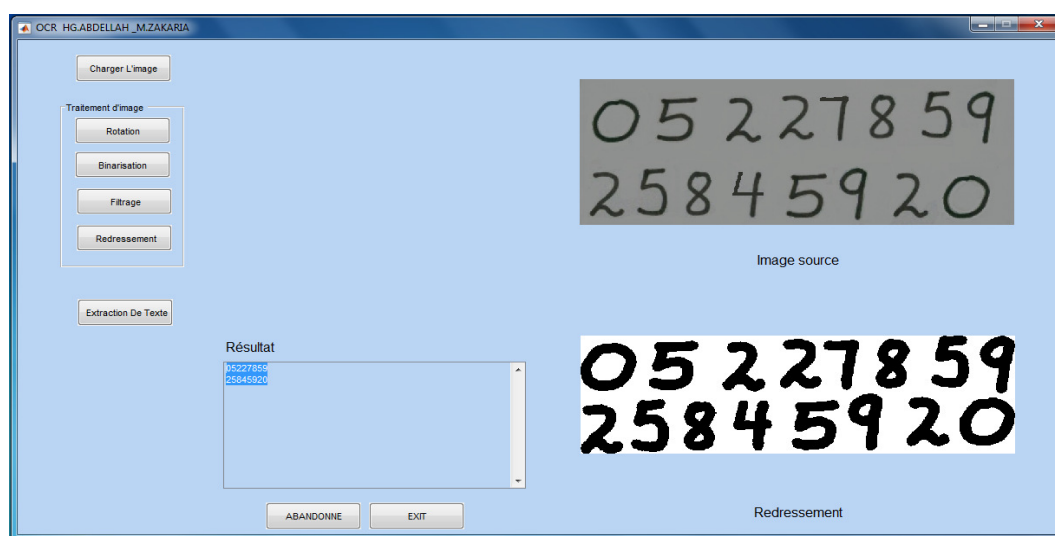 OCR HG.ABDELLAH _M.ZAKARIA
Charger L'image
Traitement d'image
Rotation
Binarisation
Filtrage
Redressement
Extraction De Texte
05227859
25845920
Image source
Résultat
05227859
25845920
05227859
25845920
Redressement
ABANDONNE
EXIT